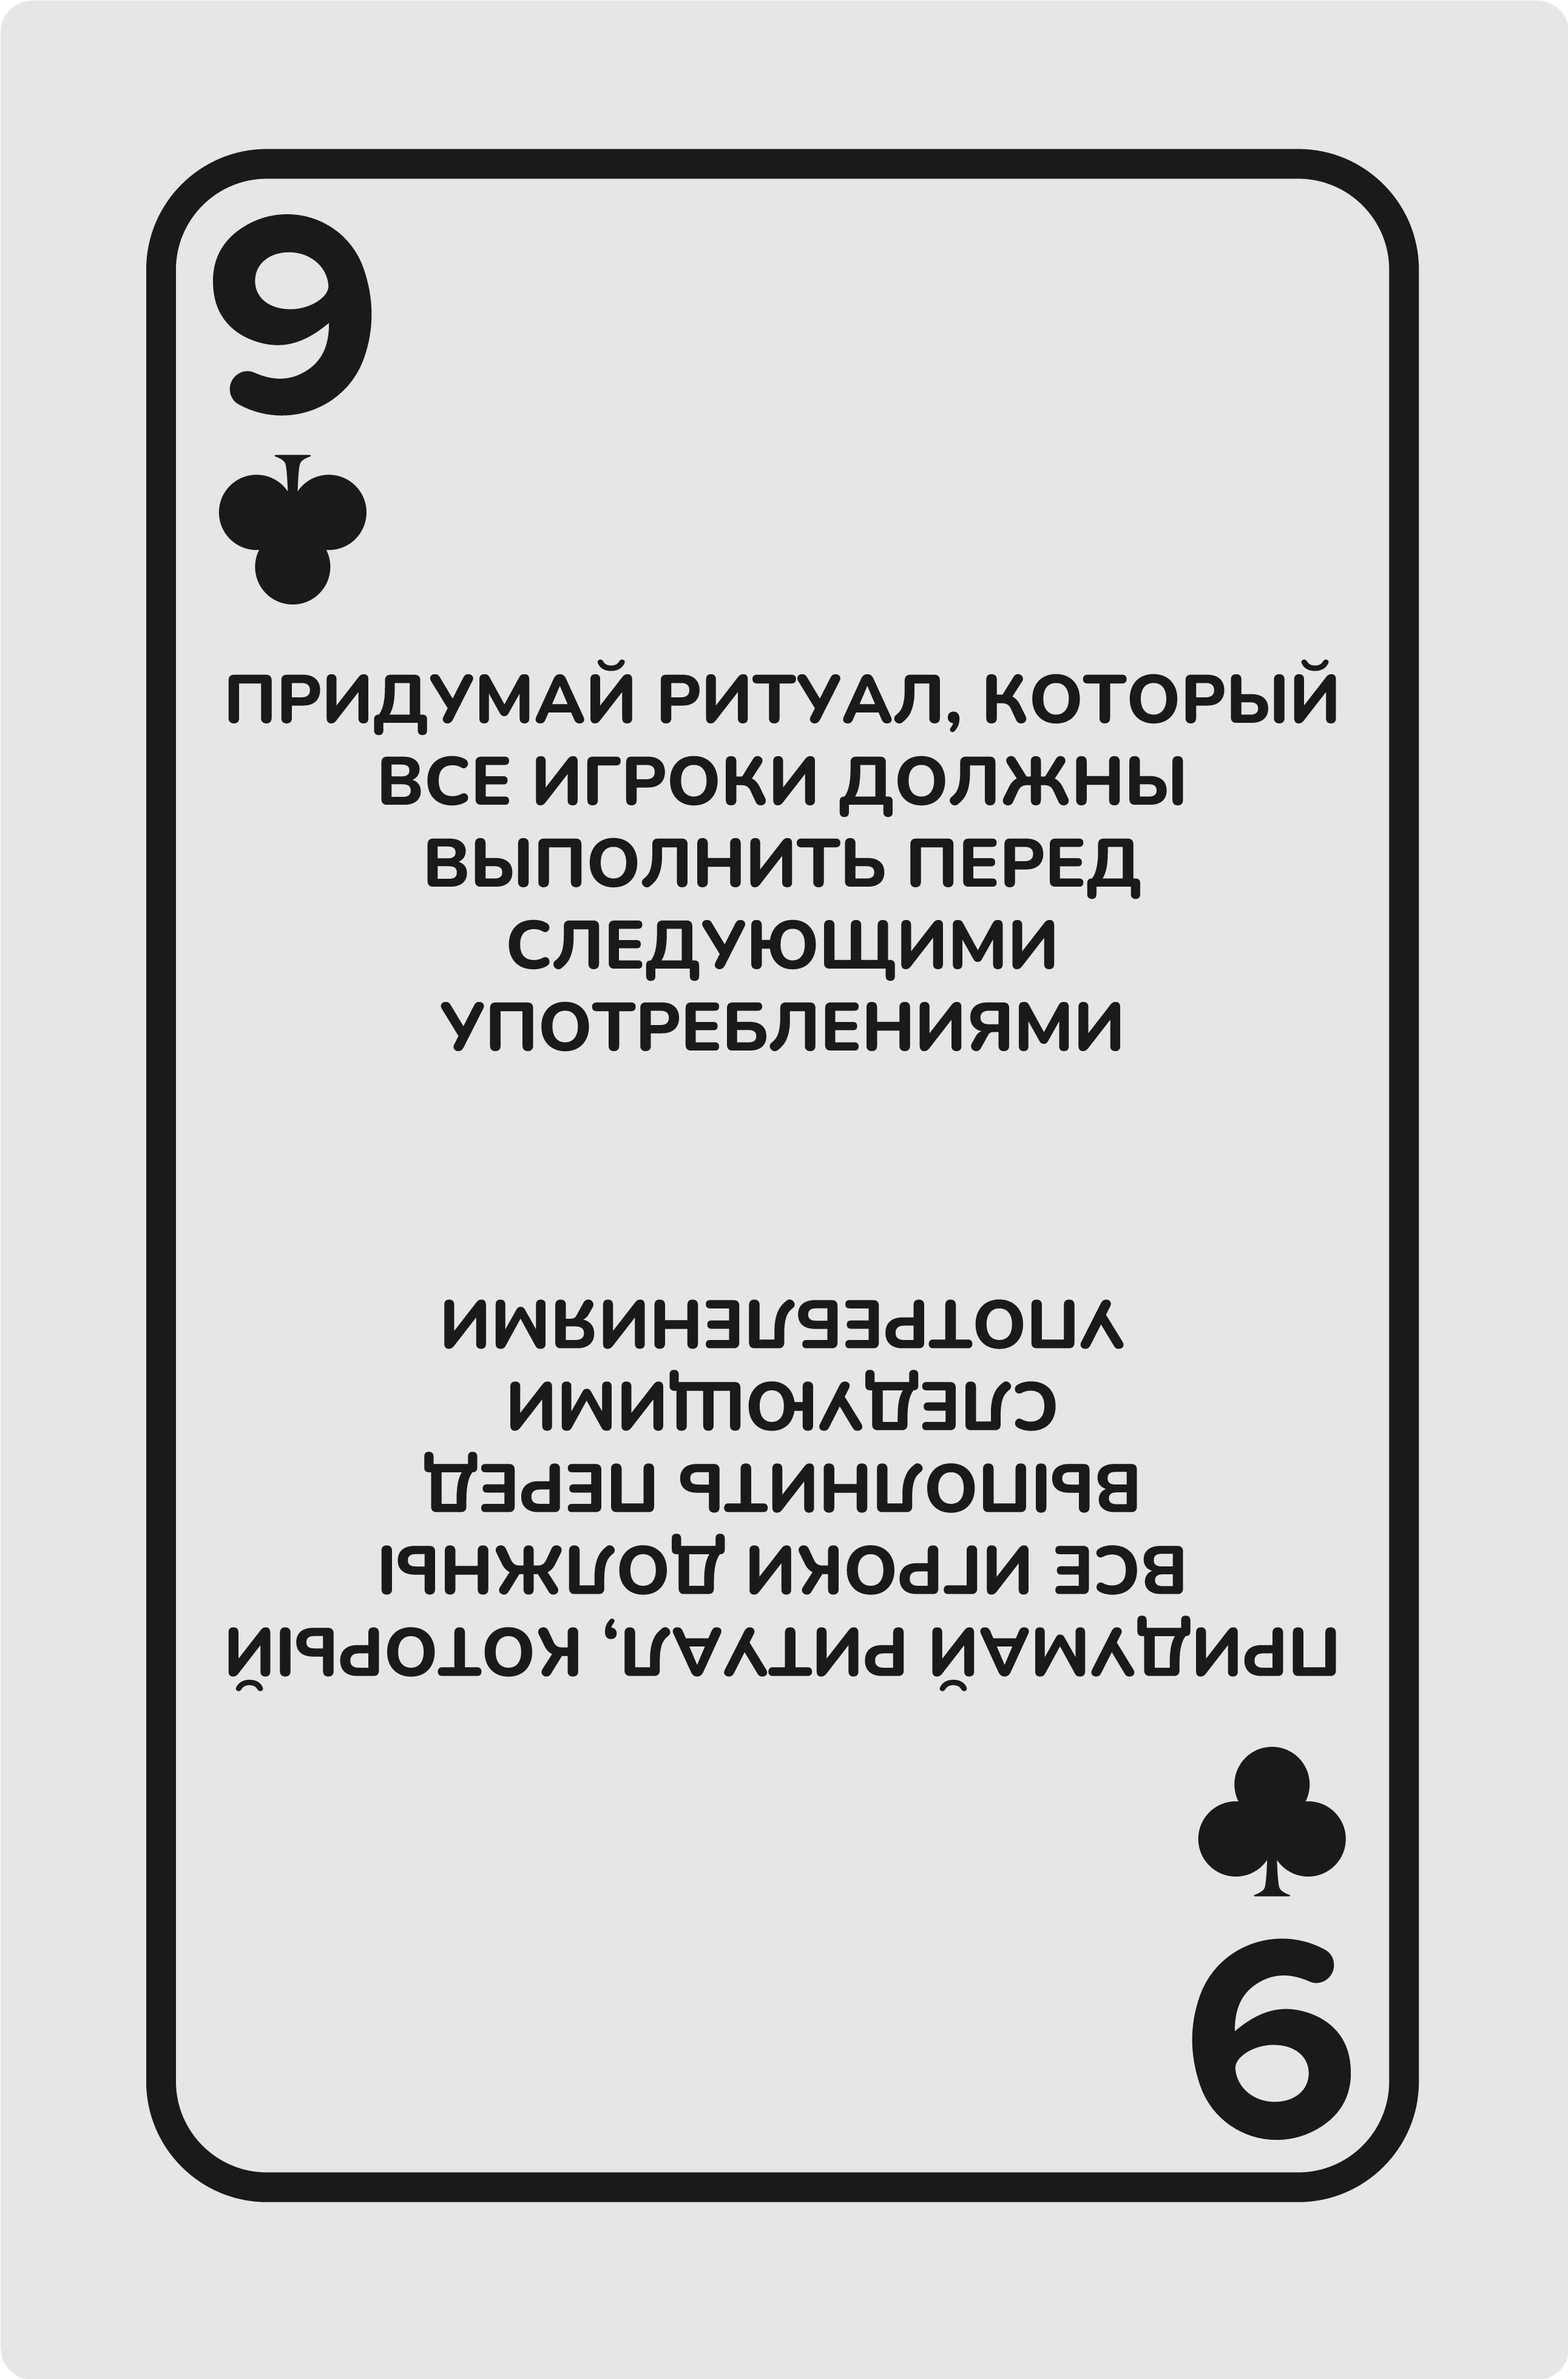 9
ПРИДУМАЙ РИТУАЛ, КОТОРЫЙ
ВСЕ ИГРОКИ ДОЛЖНЫ
ВЫПОЛНИТЬ ПЕРЕД
СЛЕДУЮЩИМИ
УПОТРЕБЛЕНИЯМИ
ПРИДУМАЙ РИТУАЛ, КОТОРЫЙ
ВСЕ ИГРОКИ ДОЛЖНЫ
ВЫПОЛНИТЬ ПЕРЕД
СЛЕДУЮЩИМИ
УПОТРЕБЛЕНИЯМИ
9